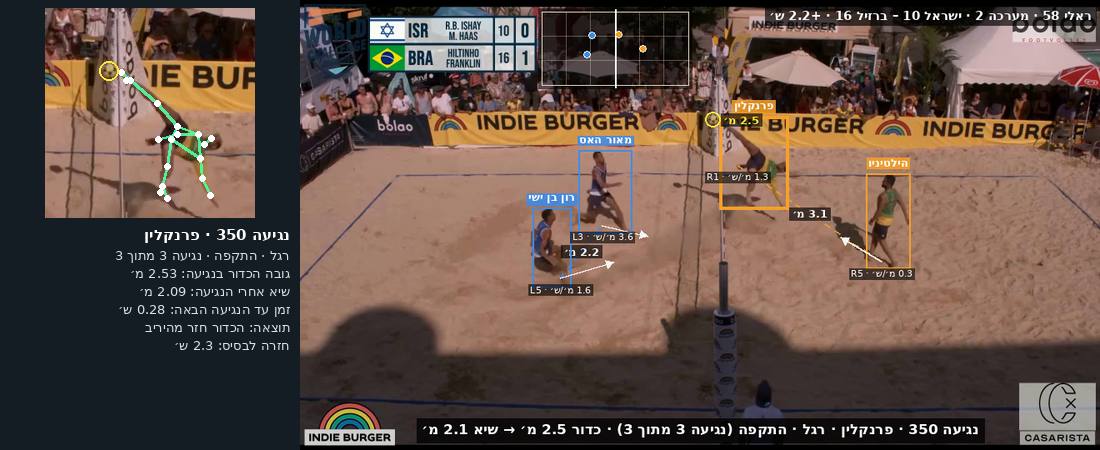 ראלי 58 · מערכה 2 · ישראל 10 – ברזיל 16 · +2.2 ש׳
ISR R.B. ISHAY M. HAAS 10 0
BRA HILTINHO FRANKLIN 16 1
INDIE BURGER
bolao
FOOTVOLLEY
INDIE BUR
bolao
INDIE BURGER
BURGER
INDIE BURGER
CASARISTA
פרנקלין
2.5 מ׳
מאור האס
הילטיניו
R1 · 1.3 מ׳/ש׳
רון בן ישי
3.1 מ׳
L3 · 3.6 מ׳/ש׳
2.2 מ׳
R5 · 0.3 מ׳/ש׳
L5 · 1.6 מ׳/ש׳
נגיעה 350 · פרנקלין
רגל · התקפה · נגיעה 3 מתוך 3
גובה הכדור בנגיעה: 2.53 מ׳
שיא אחרי הנגיעה: 2.09 מ׳
זמן עד הנגיעה הבאה: 0.28 ש׳
תוצאה: הכדור חזר מהיריב
חזרה לבסיס: 2.3 ש׳
נגיעה 350 · פרנקלין · רגל · התקפה (נגיעה 3 מתוך 3) · כדור 2.5 מ׳ → שיא 2.1 מ׳
INDIE BURGER
CASARISTA